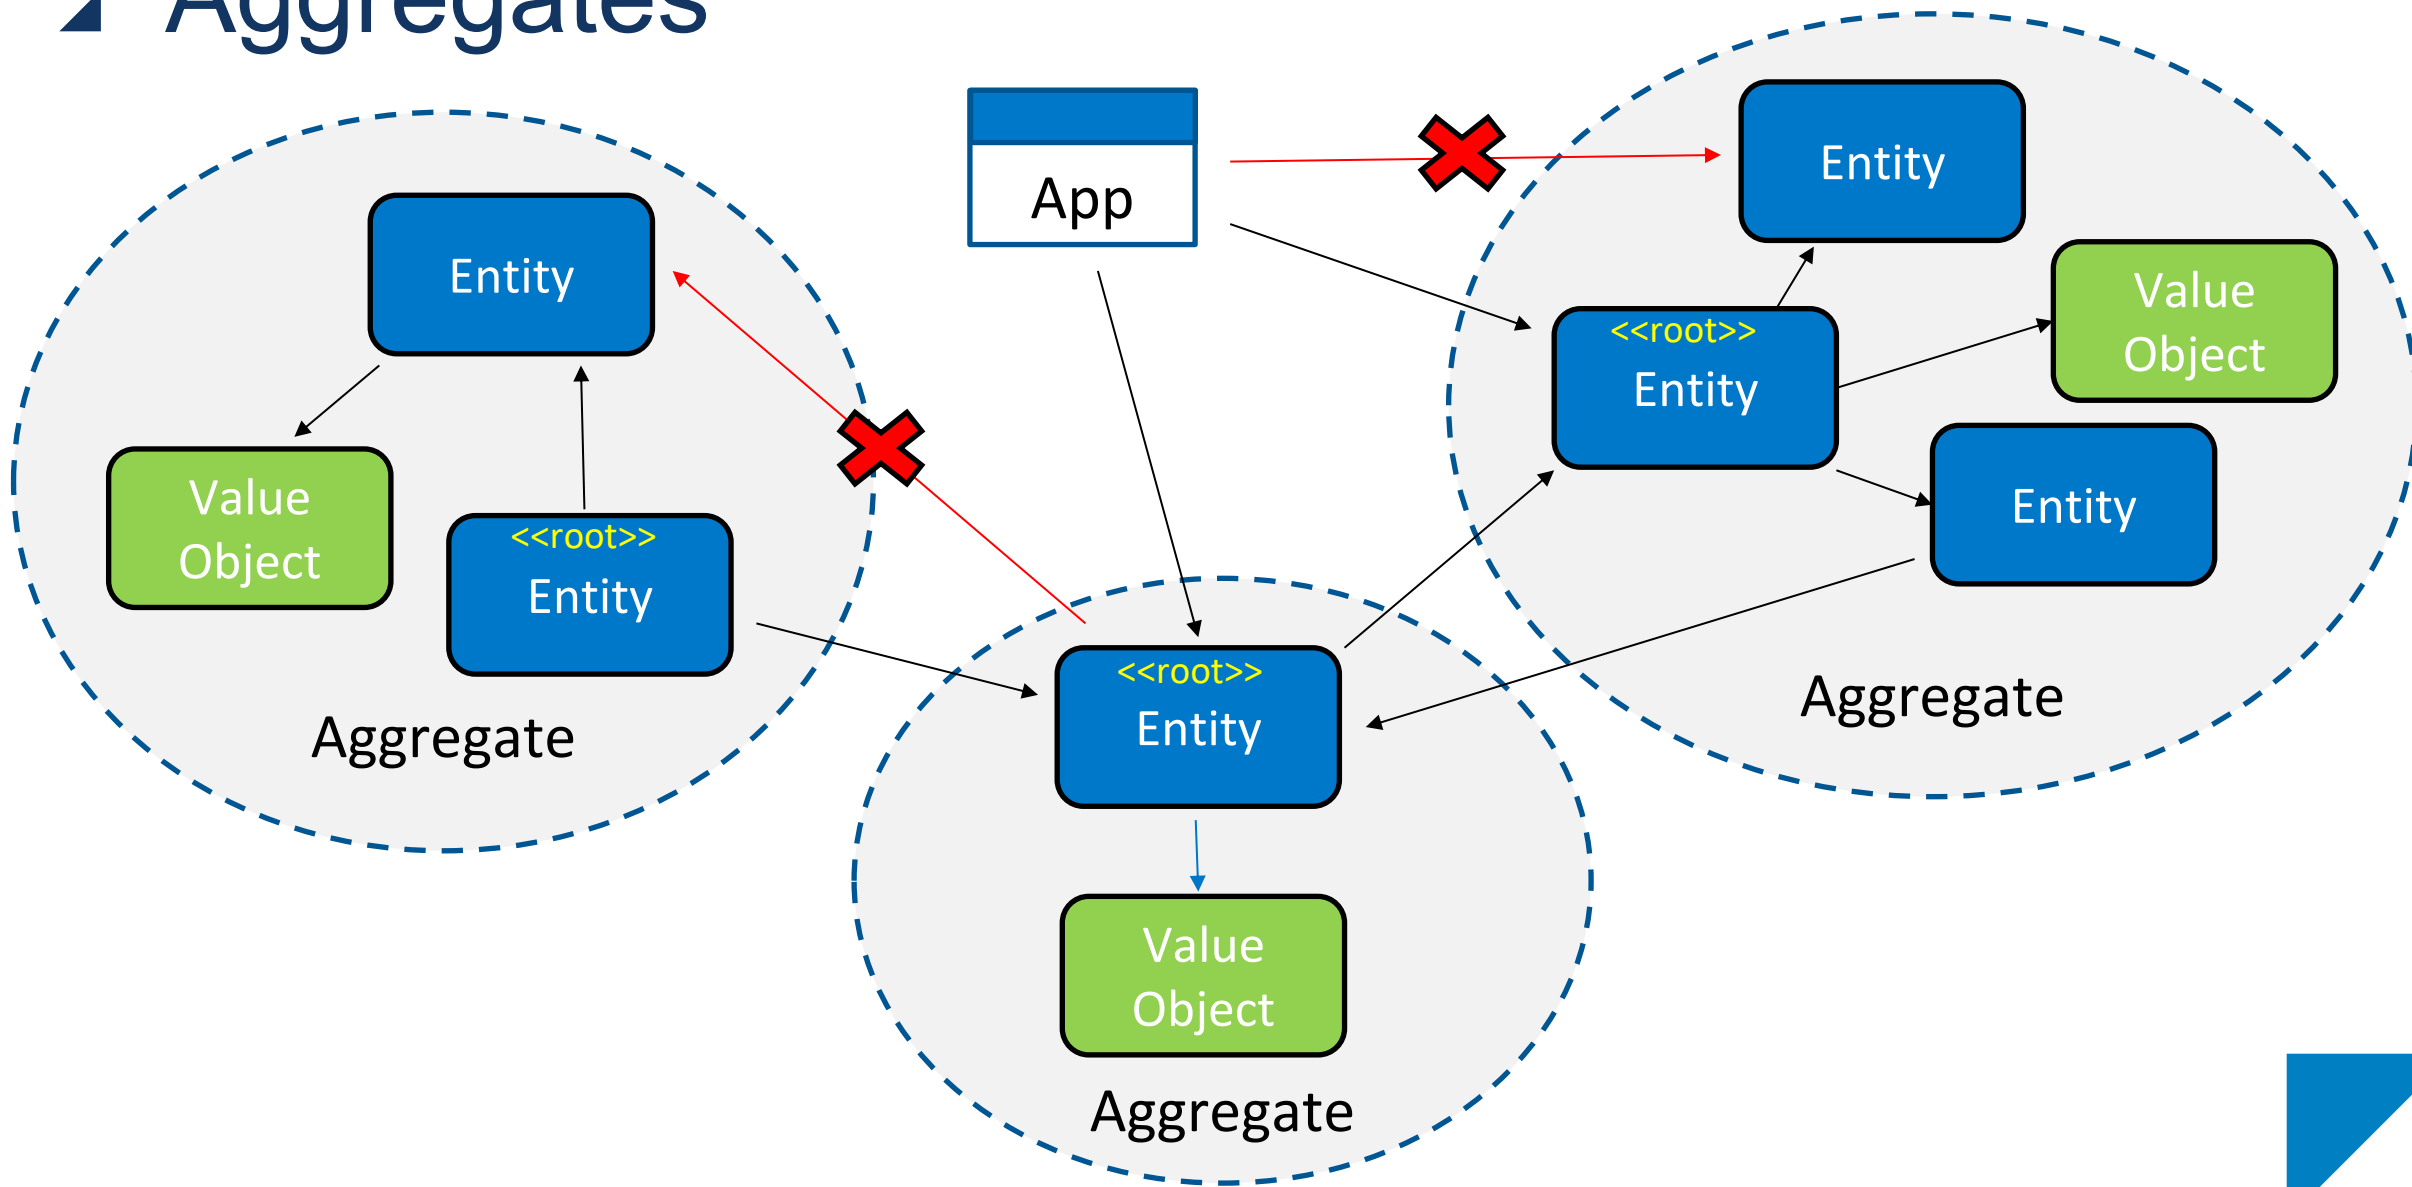 Aggregates
App
Entity
Value
Object
<<root>>
Entity
Aggregate
Entity
Value
Object
<<root>>
Entity
Entity
Aggregate
<<root>>
Entity
Value
Object
Aggregate